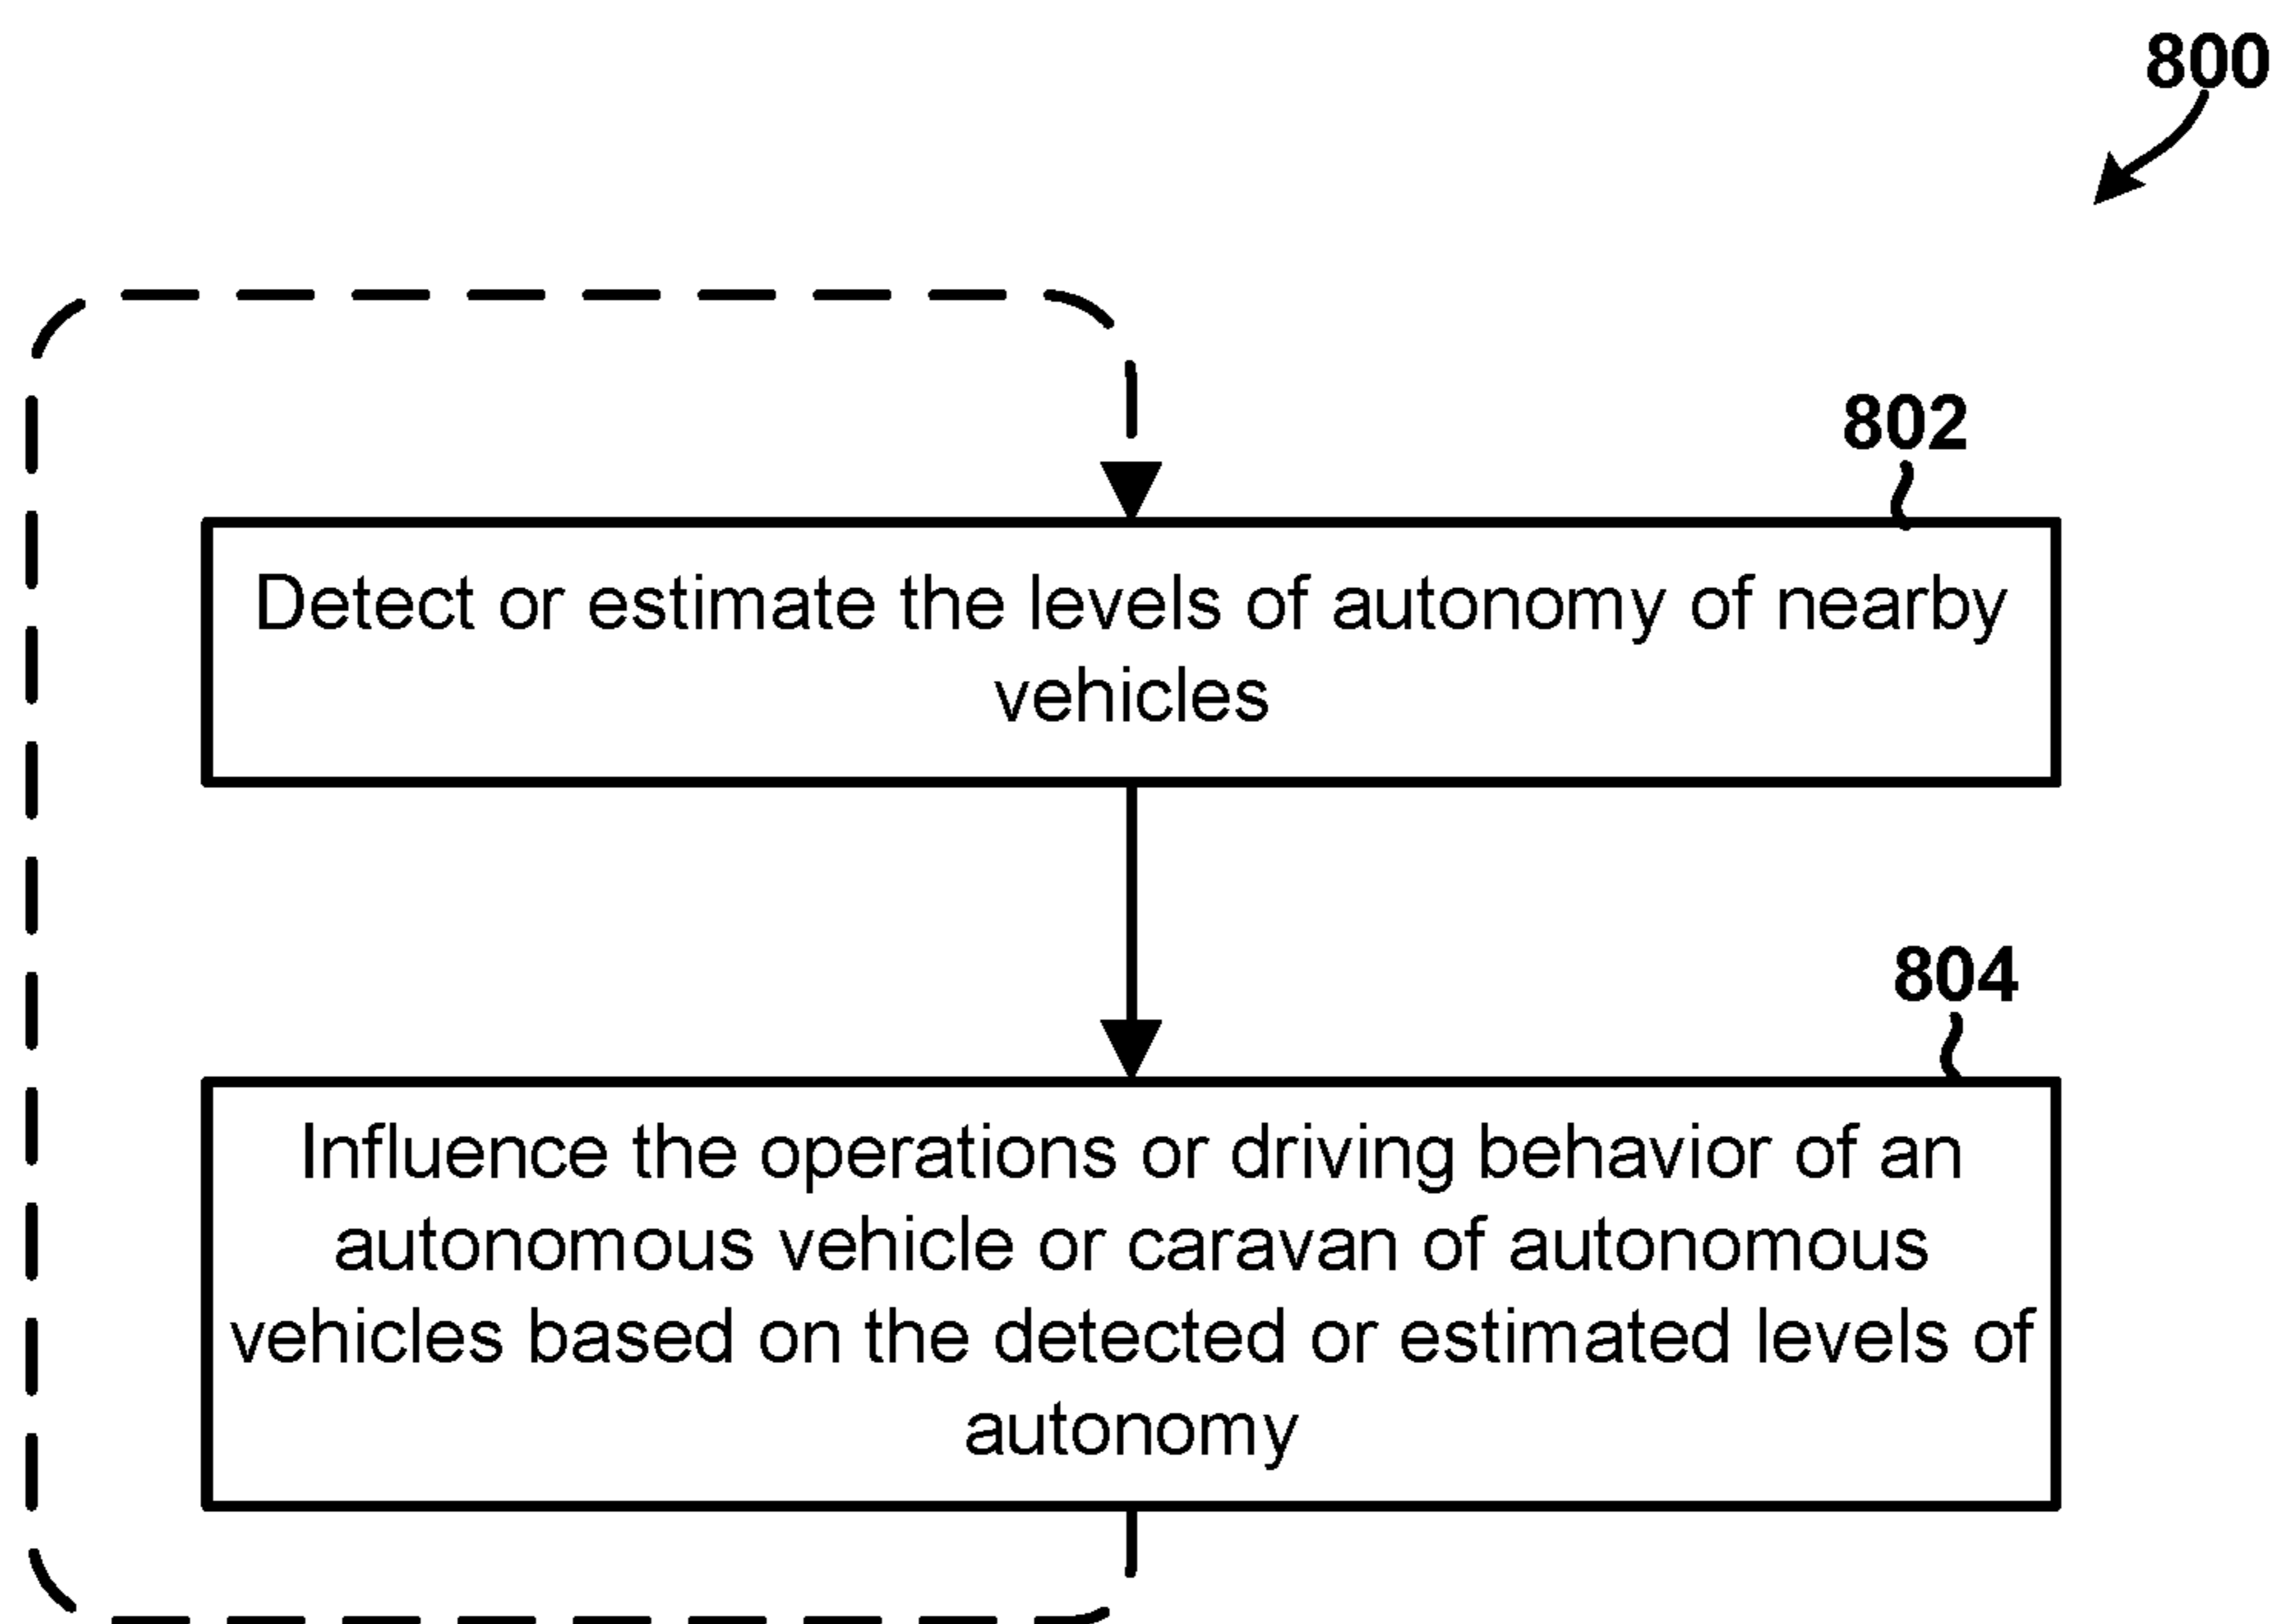 800
802
Detect or estimate the levels of autonomy of nearby
vehicles
804
Influence the operations or driving behavior of an
autonomous vehicle or caravan of autonomous
vehicles based on the detected or estimated levels of
autonomy